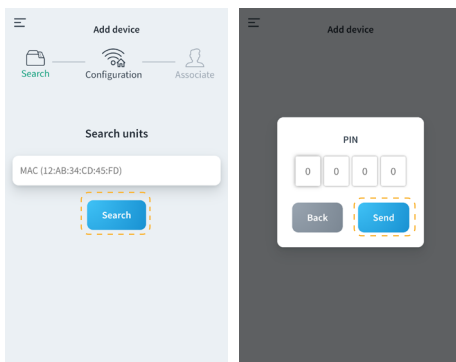 Add device
Search
Configuration
Associate
Search units
MAC (12:AB:34:CD:45:FD)
Search
Add device
PIN
0 0 0 0
Back Send